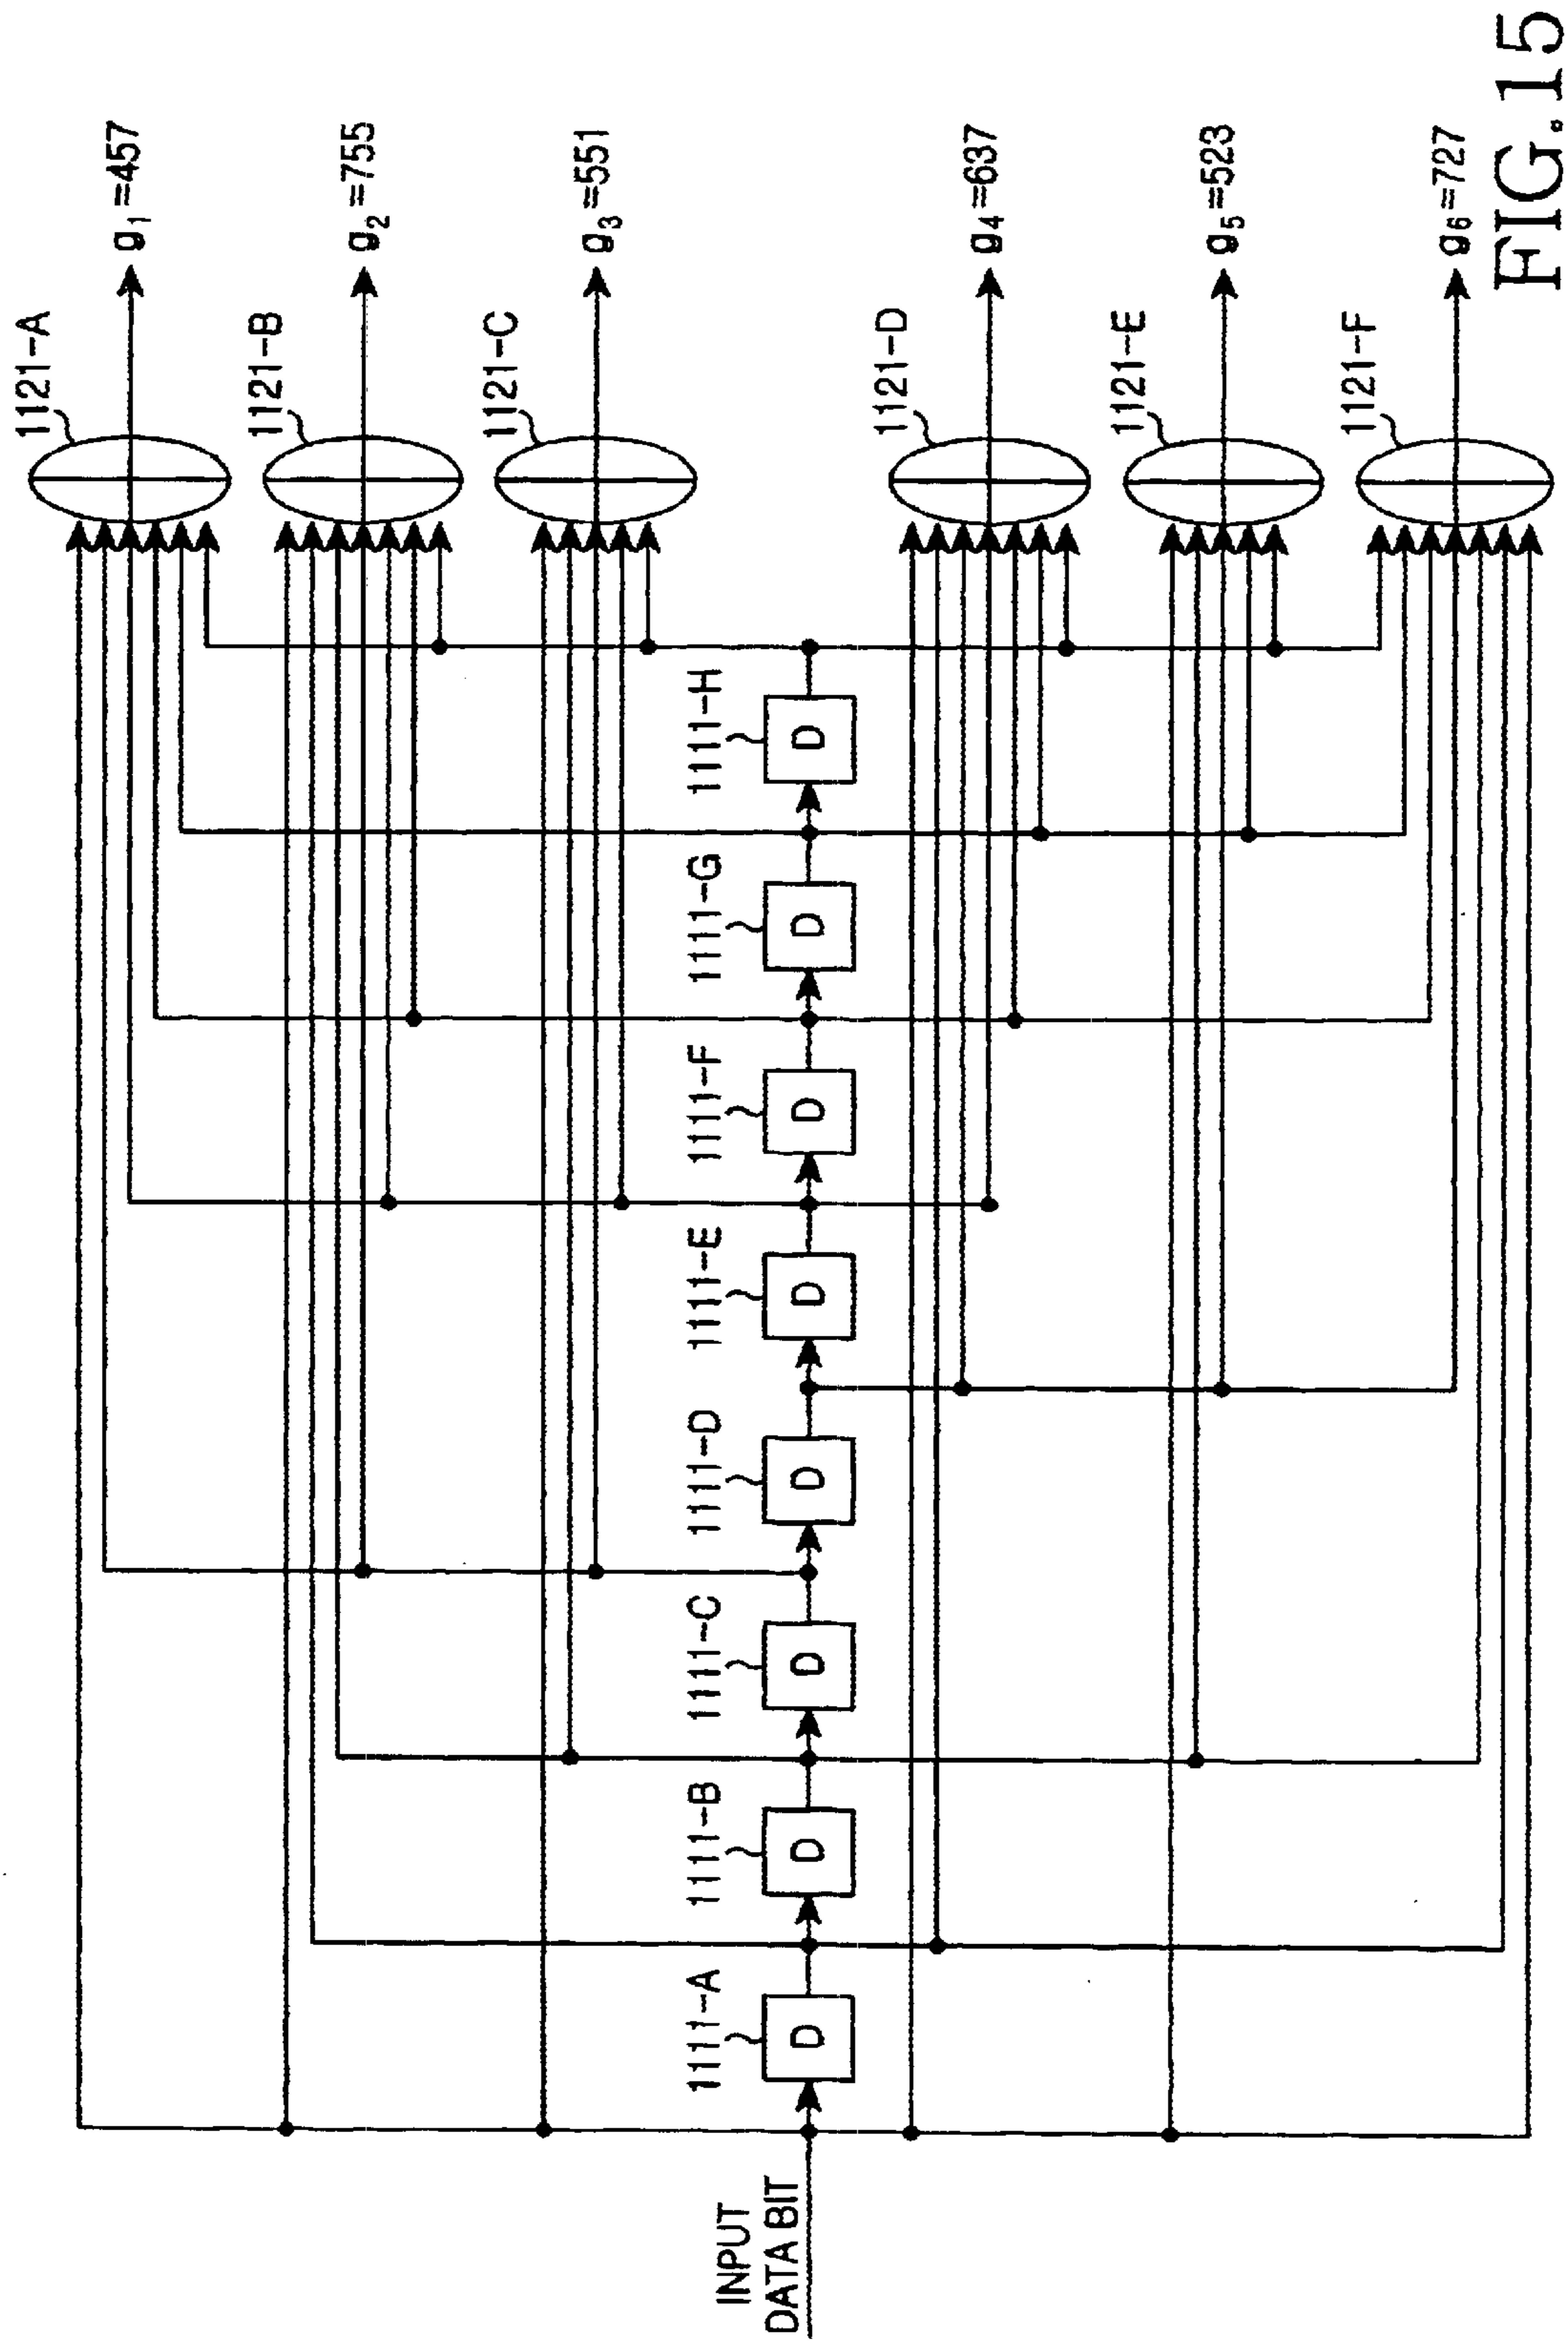 1121-A
g1=457
1121-B
g2=755
1121-C
g3=551
1111-A
D
1111-B
D
1111-C
D
1111-D
D
1111-E
D
1111-F
D
1111-G
D
1111-H
D
INPUT
DATA BIT
1121-D
g4=637
1121-E
g5=523
1121-F
g6=727
FIG.15